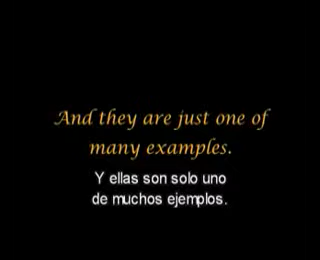 And they are just one of
many examples.
Y ellas son solo uno
de muchos ejemplos.